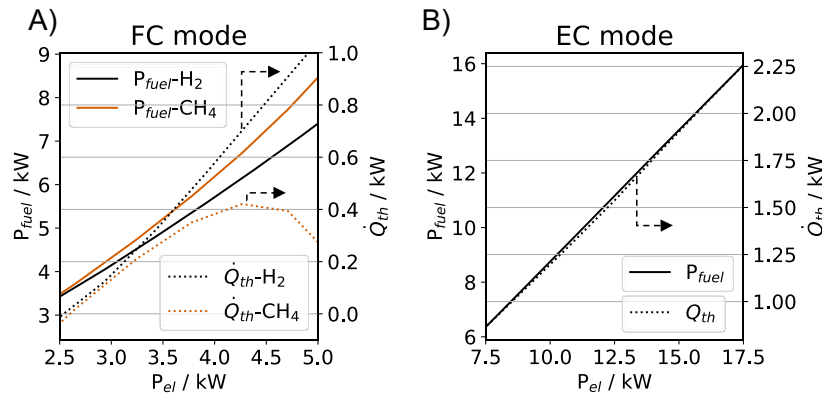 A)
FC mode
9
8
7
6
5
4
3
P_fuel / kW
1.0
0.8
0.6
0.4
0.2
0.0
Q̇_th / kW
P_fuel-H₂
P_fuel-CH₄
Q̇_th-H₂
Q̇_th-CH₄
2.5 3.0 3.5 4.0 4.5 5.0
P_el / kW
B)
EC mode
16
14
12
10
8
6
P_fuel / kW
2.25
2.00
1.75
1.50
1.25
1.00
Q̇_th / kW
P_fuel
Q̇_th
7.5 10.0 12.5 15.0 17.5
P_el / kW